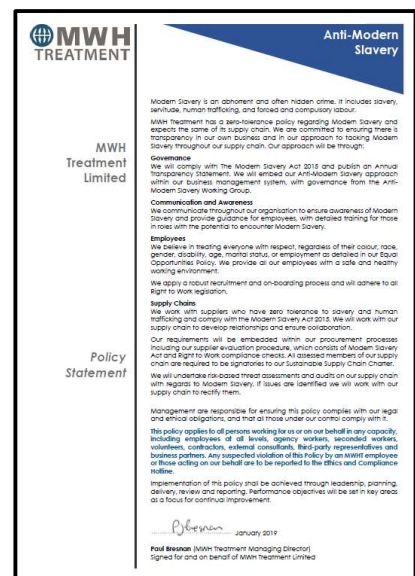 MWH
TREATMENT
Anti-Modern
Slavery
MWH
Treatment
Limited
Policy
Statement
Modern Slavery is an abhorrent and often hidden crime. It includes slavery,
servitude, human trafficking, and forced and compulsory labour.
MWH Treatment has a zero-tolerance policy regarding Modern Slavery and
expects the same of its supply chain. We are committed to ensuring there is
transparency in our own business and in our approach to tackling Modern
Slavery throughout our supply chain. Our approach will be through:
Governance
We will comply with The Modern Slavery Act 2015 and publish an Annual
Transparency Statement. We will embed our Anti-Modern Slavery approach
within our business management system, with governance from the Anti-
Modern Slavery Working Group.
Communication and Awareness
We communicate throughout our organisation to ensure awareness of Modern
Slavery and provide guidance for employees, with detailed training for those
in roles with the potential to encounter Modern Slavery.
Employees
We believe in treating everyone with respect, regardless of their colour, race,
gender, disability, age, marital status, or employment as detailed in our Equal
Opportunities Policy. We provide all our employees with a safe and healthy
working environment.
We apply a robust recruitment and on-boarding process and will adhere to all
Right to Work legislation.
Supply Chains
We work with suppliers who have zero tolerance to slavery and human
trafficking and comply with the Modern Slavery Act 2015. We will work with our
supply chain to develop relationships and ensure collaboration.
Our requirements will be embedded within our procurement processes
including our supplier evaluation procedure, which consists of Modern Slavery
Act and Right to Work compliance checks. All assessed members of our supply
chain are required to be signatories to our Sustainable Supply Chain Charter.
We will undertake risk-based threat assessments and audits on our supply chain
with regards to Modern Slavery. If issues are identified we will work with our
supply chain to rectify them.
Management are responsible for ensuring this policy complies with our legal
and ethical obligations, and that all those under our control comply with it.
This policy applies to all persons working for us or on our behalf in any capacity,
including employees at all levels, agency workers, seconded workers,
volunteers, contractors, external consultants, third-party representatives and
business partners. Any suspected violation of this Policy by an MWHT employee
or those acting on our behalf are to be reported to the Ethics and Compliance
Hotline.
Implementation of this policy shall be achieved through leadership, planning,
delivery, review and reporting. Performance objectives will be set in key areas
as a focus for continual improvement.
PBresnan January 2019
Paul Bresnan (MWH Treatment Managing Director)
Signed for and on behalf of MWH Treatment Limited